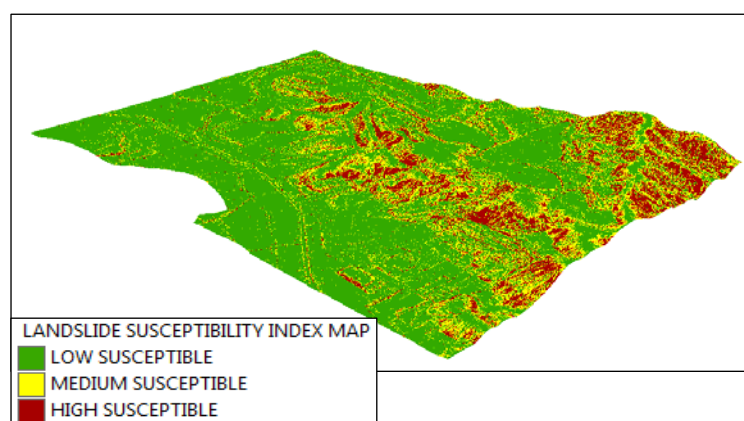 LANDSLIDE SUSCEPTIBILITY INDEX MAP
LOW SUSCEPTIBLE
MEDIUM SUSCEPTIBLE
HIGH SUSCEPTIBLE